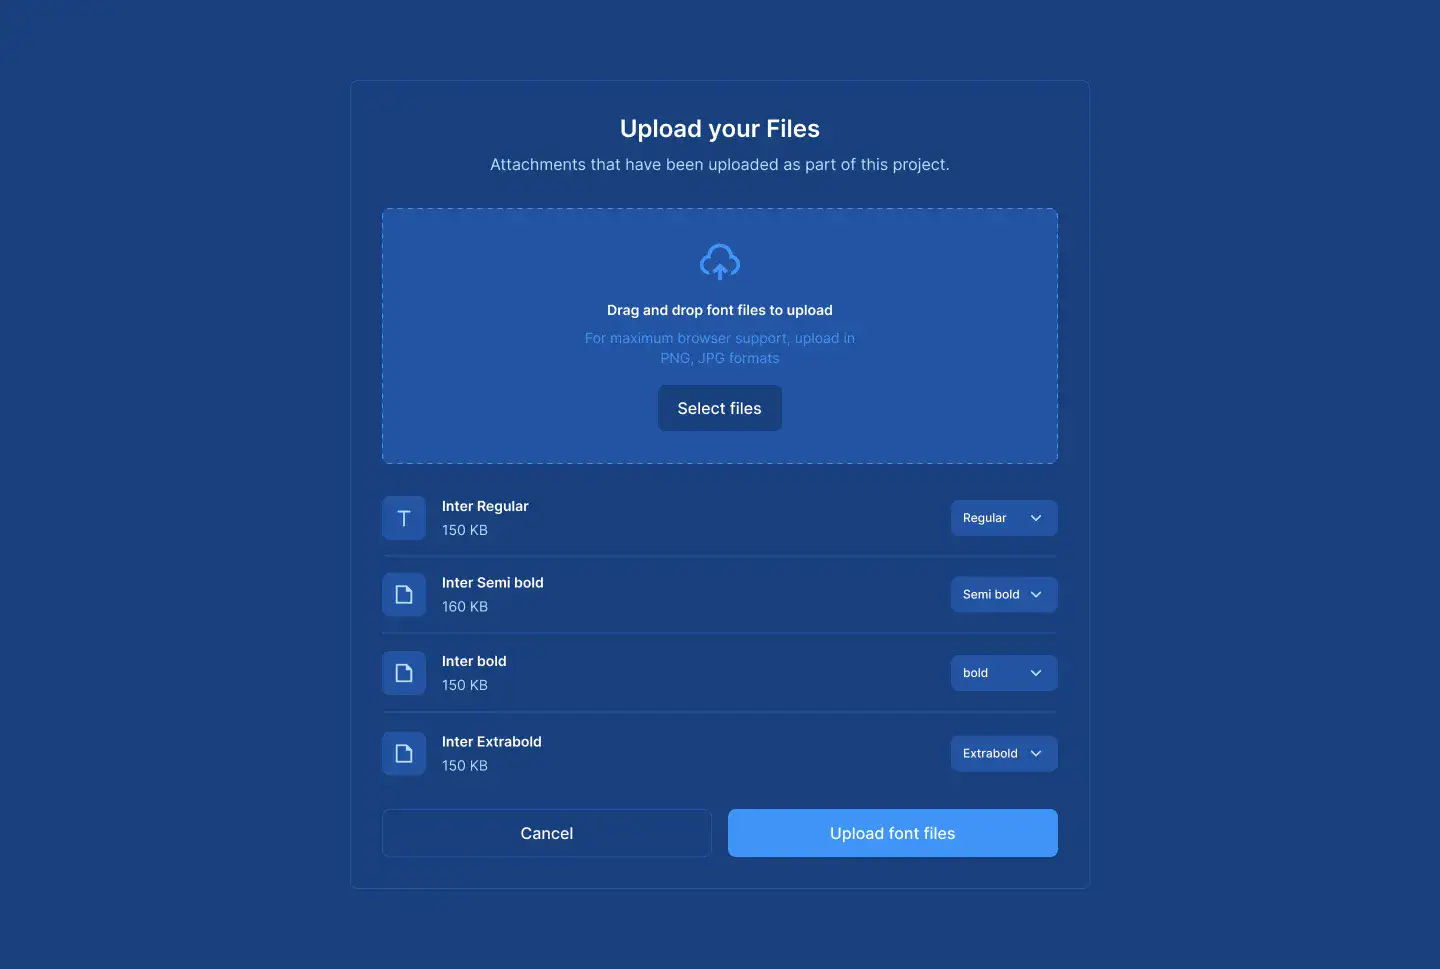 Upload your Files
Attachments that have been uploaded as part of this project.
Drag and drop font files to upload
For maximum browser support, upload in
PNG, JPG formats
Select files
Inter Regular
150 KB
Regular
Inter Semi bold
160 KB
Semi bold
Inter bold
150 KB
bold
Inter Extrabold
150 KB
Extrabold
Cancel
Upload font files